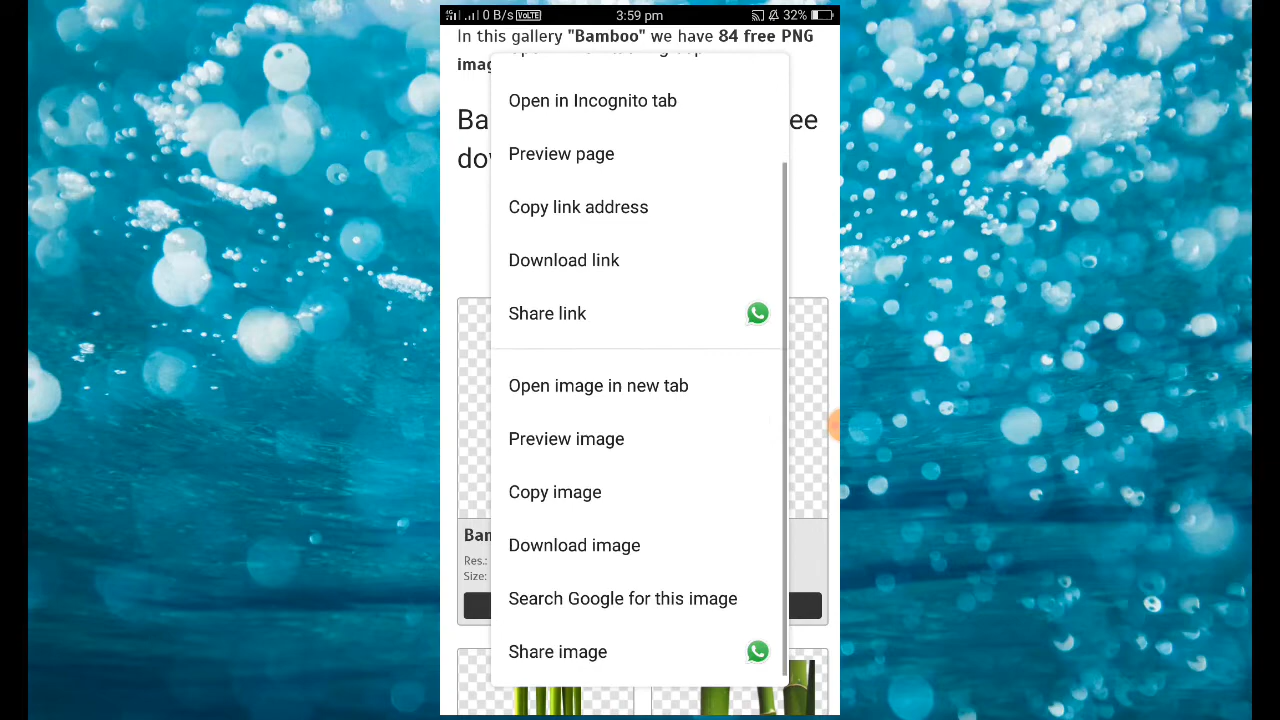 0 B/s VoLTE 3:59 pm 32%
In this gallery "Bamboo" we have 84 free PNG
imag
Ba ee
do
Open in Incognito tab
Preview page
Copy link address
Download link
Share link
Open image in new tab
Preview image
Copy image
Download image
Search Google for this image
Share image
Bam
Res.:
Size: